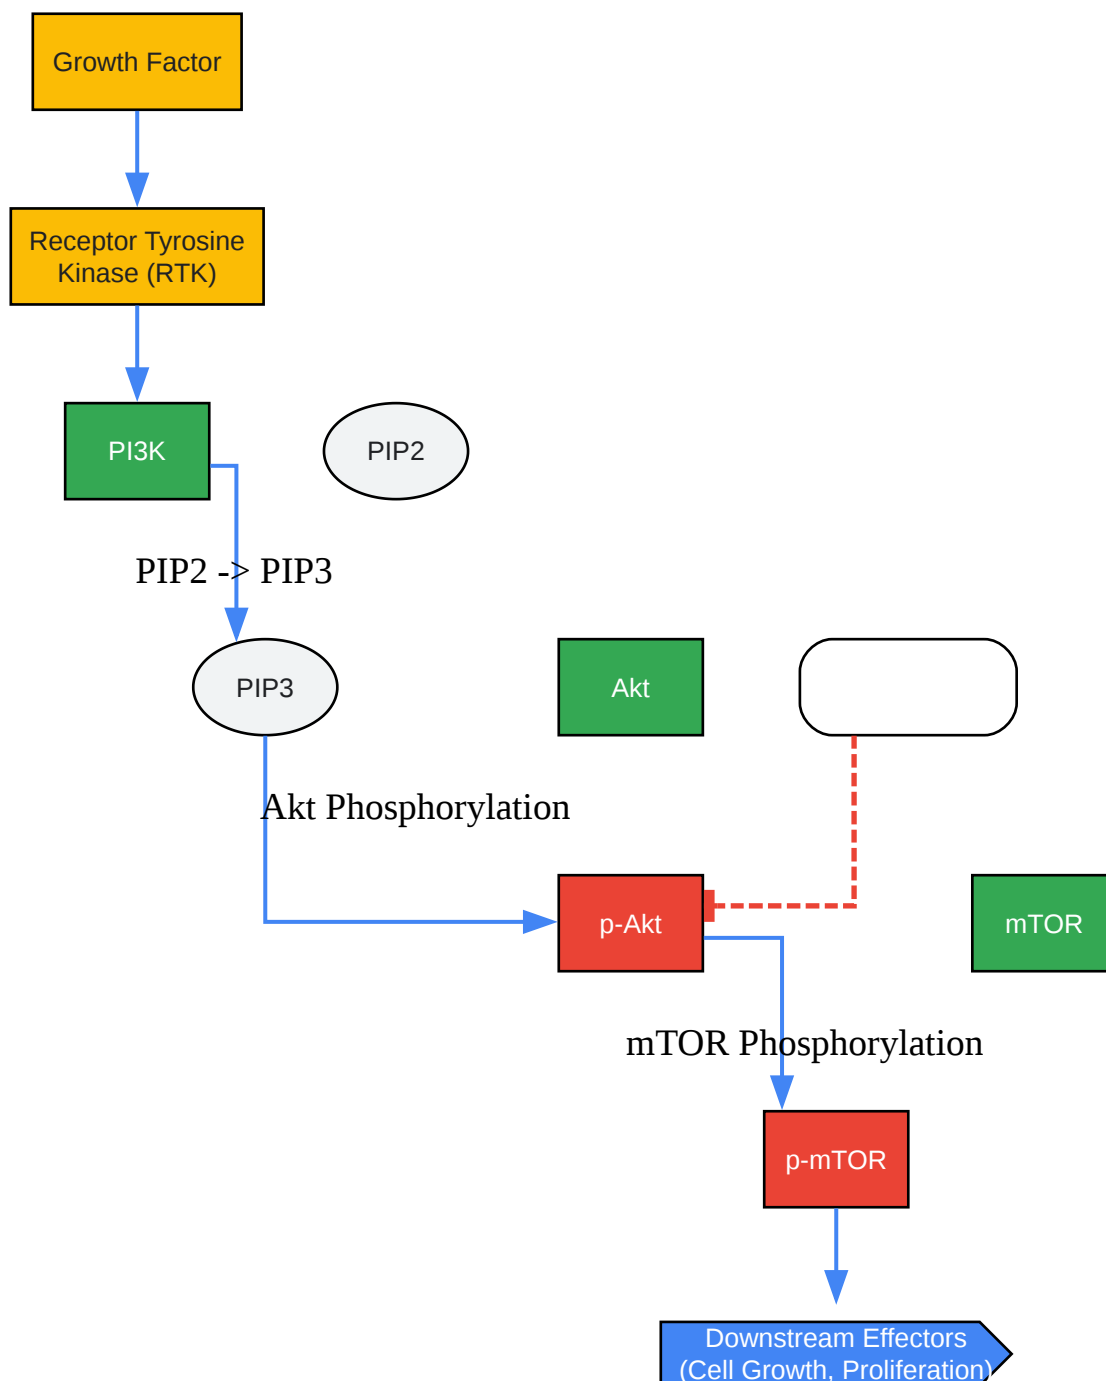 Growth Factor
Receptor Tyrosine
Kinase (RTK)
PI3K
PIP2
PIP2 -> PIP3
PIP3
Akt
Akt Phosphorylation
p-Akt
mTOR
mTOR Phosphorylation
p-mTOR
Downstream Effectors
(Cell Growth, Proliferation)